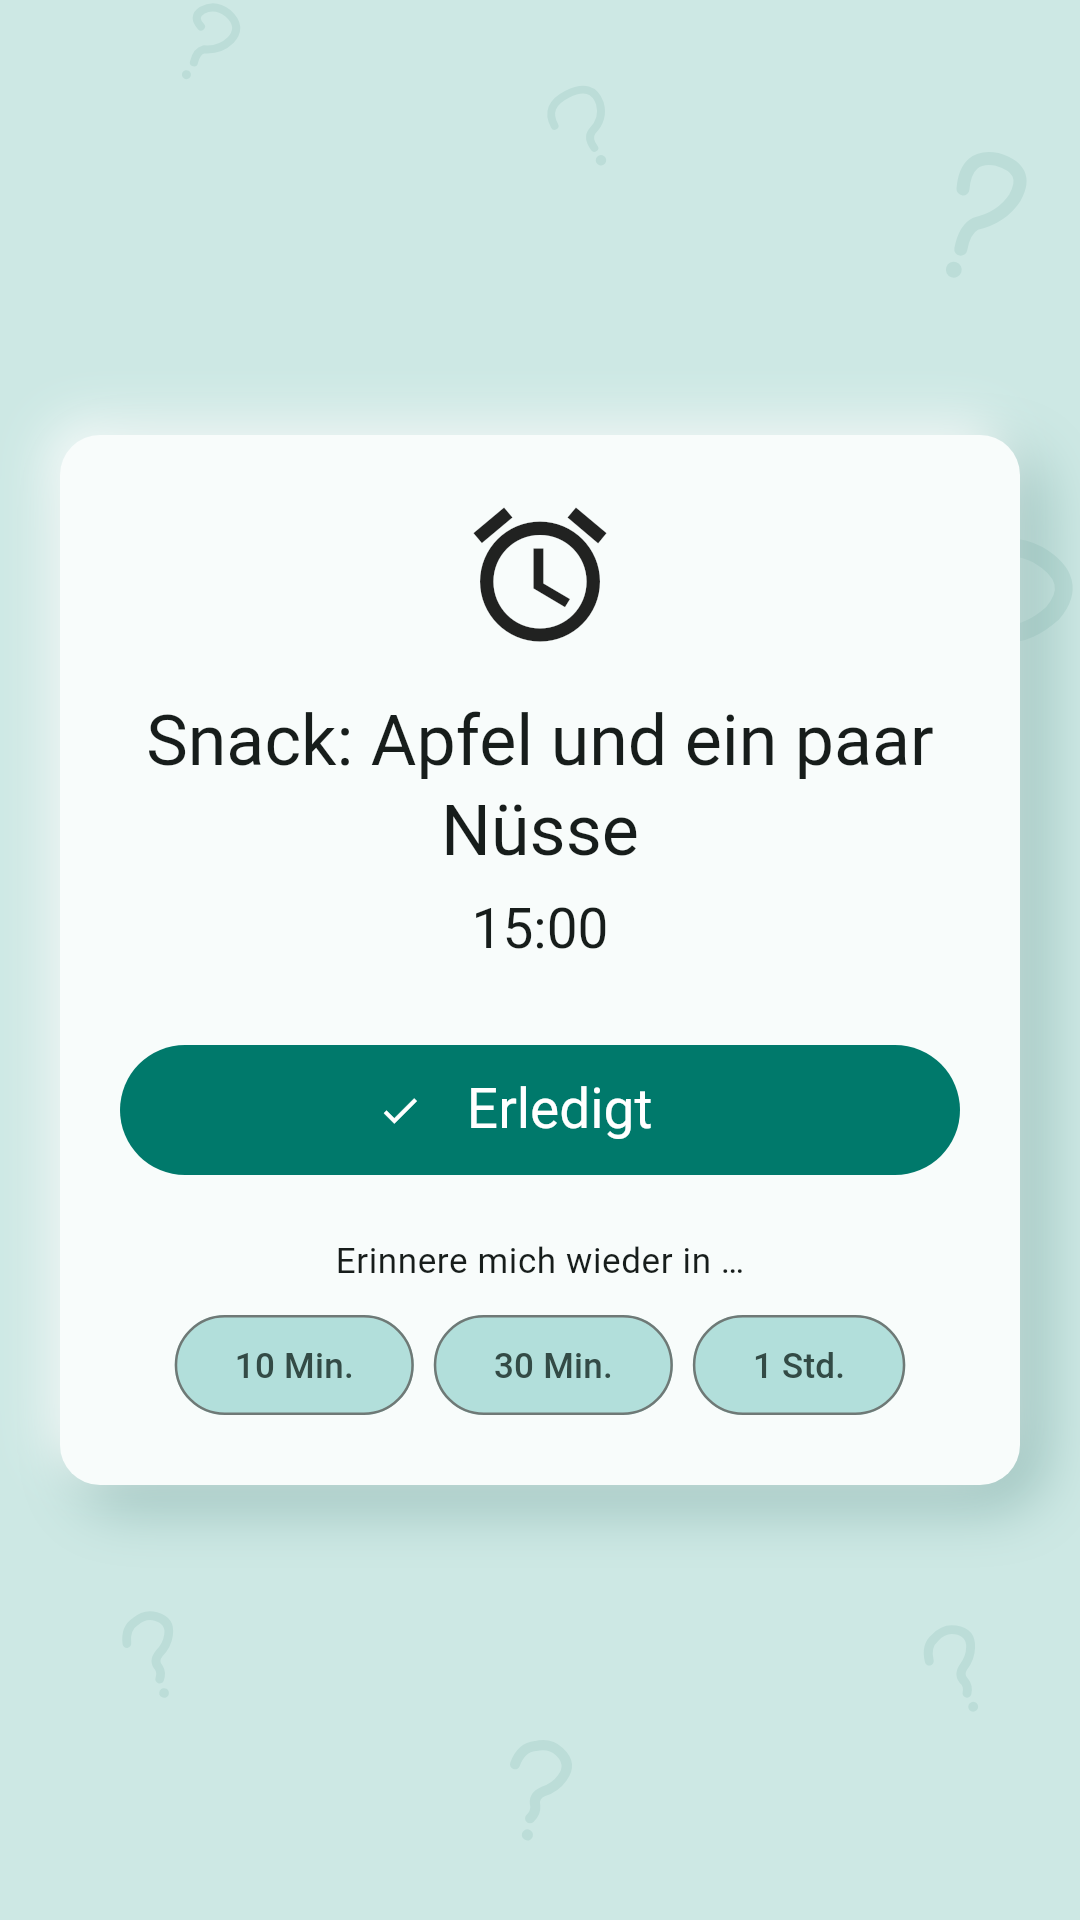 Snack: Apfel und ein paar
Nüsse
15:00
Erledigt
Erinnere mich wieder in …
10 Min.
30 Min.
1 Std.